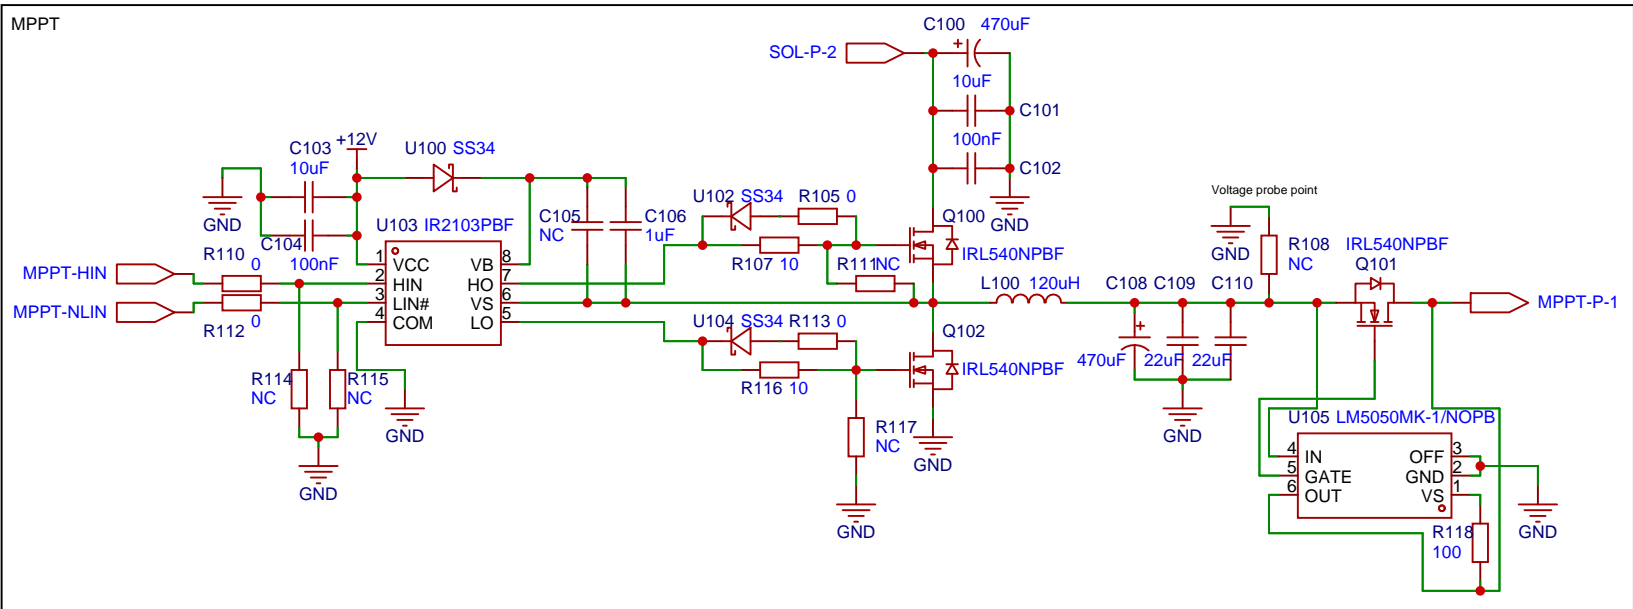 MPPT
C100 470uF
SOL-P-2
10uF
C101
100nF
C102
GND
+12V
C103
10uF
U100 SS34
GND
C104
100nF
U103 IR2103PBF
1 VCC
2 HIN
3 LIN#
4 COM
VB 8
HO 7
VS 6
LO 5
R110
0
MPPT-HIN
MPPT-NLIN
R112
0
R114
NC
R115
NC
GND
GND
C105
NC
C106
1uF
U102 SS34
R105 0
R107 10
R111 NC
Q100
IRL540NPBF
L100 120uH
U104 SS34
R113 0
R116 10
Q102
IRL540NPBF
R117
NC
GND
GND
C108 C109 C110
470uF 22uF 22uF
GND
Voltage probe point
GND
R108
NC
IRL540NPBF
Q101
MPPT-P-1
U105 LM5050MK-1/NOPB
4 IN
5 GATE
6 OUT
OFF 3
GND 2
VS 1
R118
100
GND